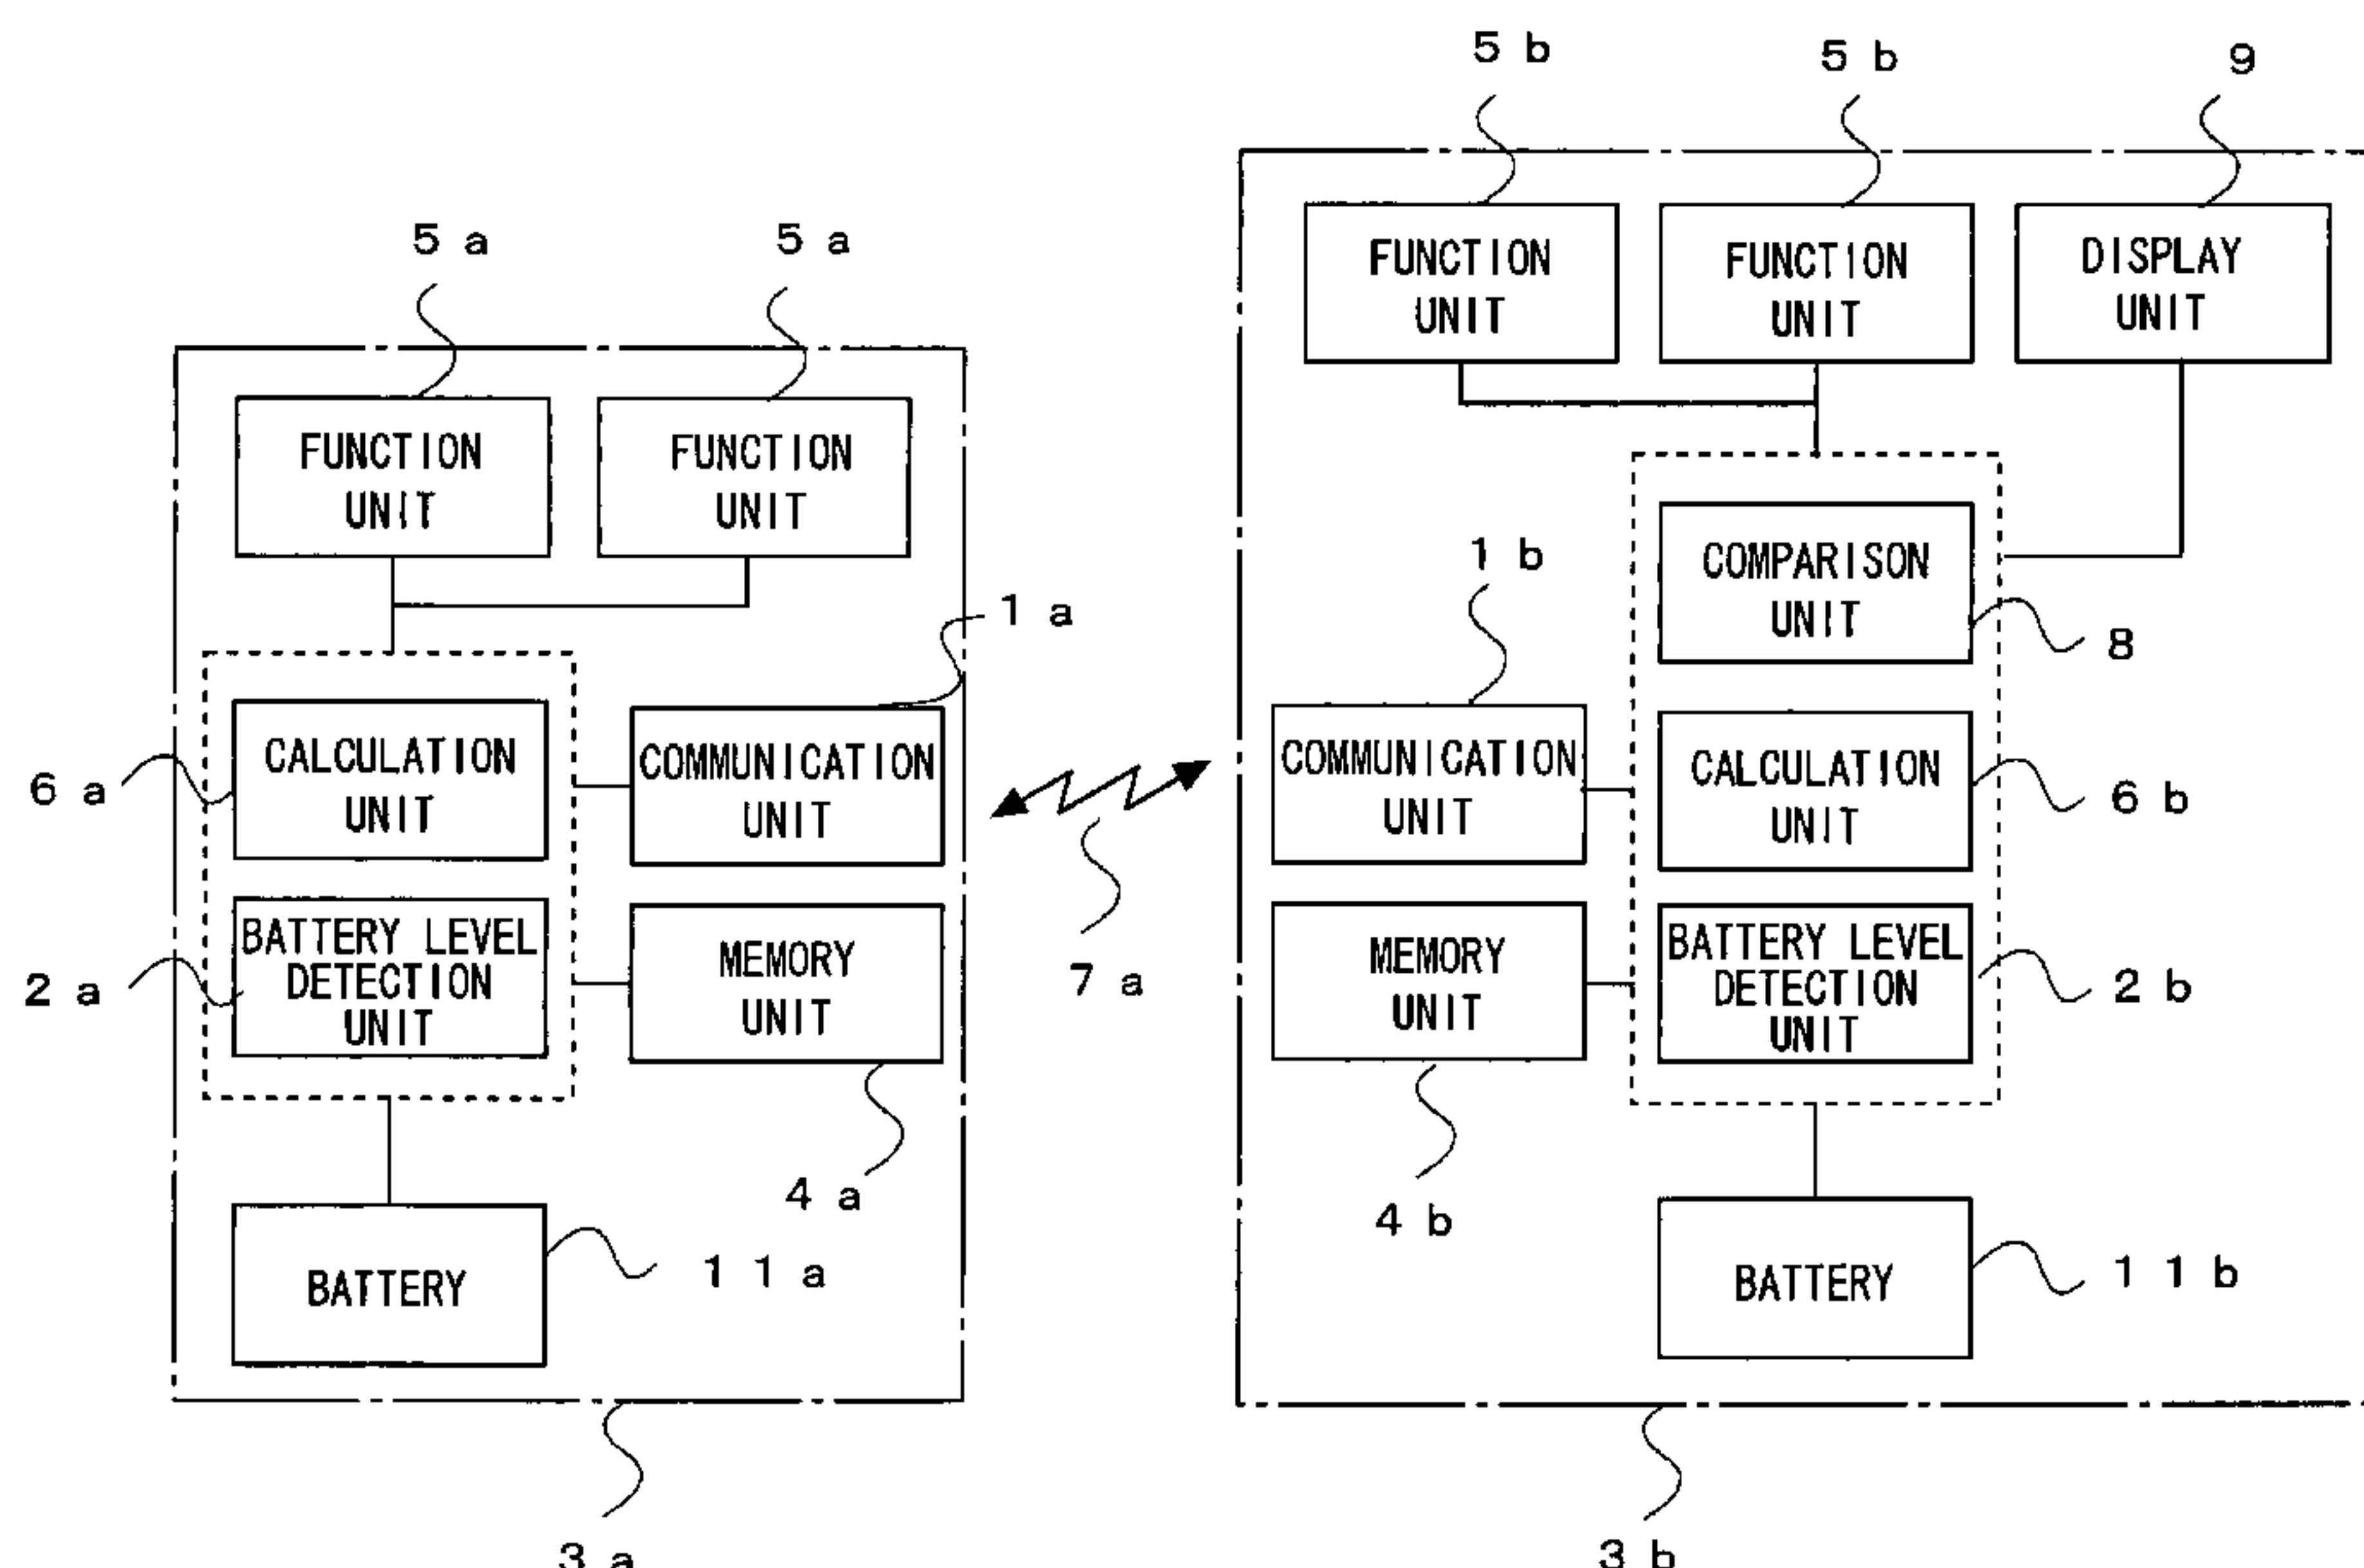 5 b
5 b
9
FUNCTION
UNIT
FUNCTION
UNIT
DISPLAY
UNIT
5 a
5 a
FUNCTION
UNIT
FUNCTION
UNIT
COMPARISON
UNIT
8
1 b
1 a
CALCULATION
UNIT
6 a
COMMUNICATION
UNIT
COMMUNICATION
UNIT
CALCULATION
UNIT
6 b
BATTERY LEVEL
DETECTION
UNIT
2 a
MEMORY
UNIT
7 a
MEMORY
UNIT
BATTERY LEVEL
DETECTION
UNIT
2 b
4 a
4 b
BATTERY
1 1 a
BATTERY
1 1 b
3 a
3 b